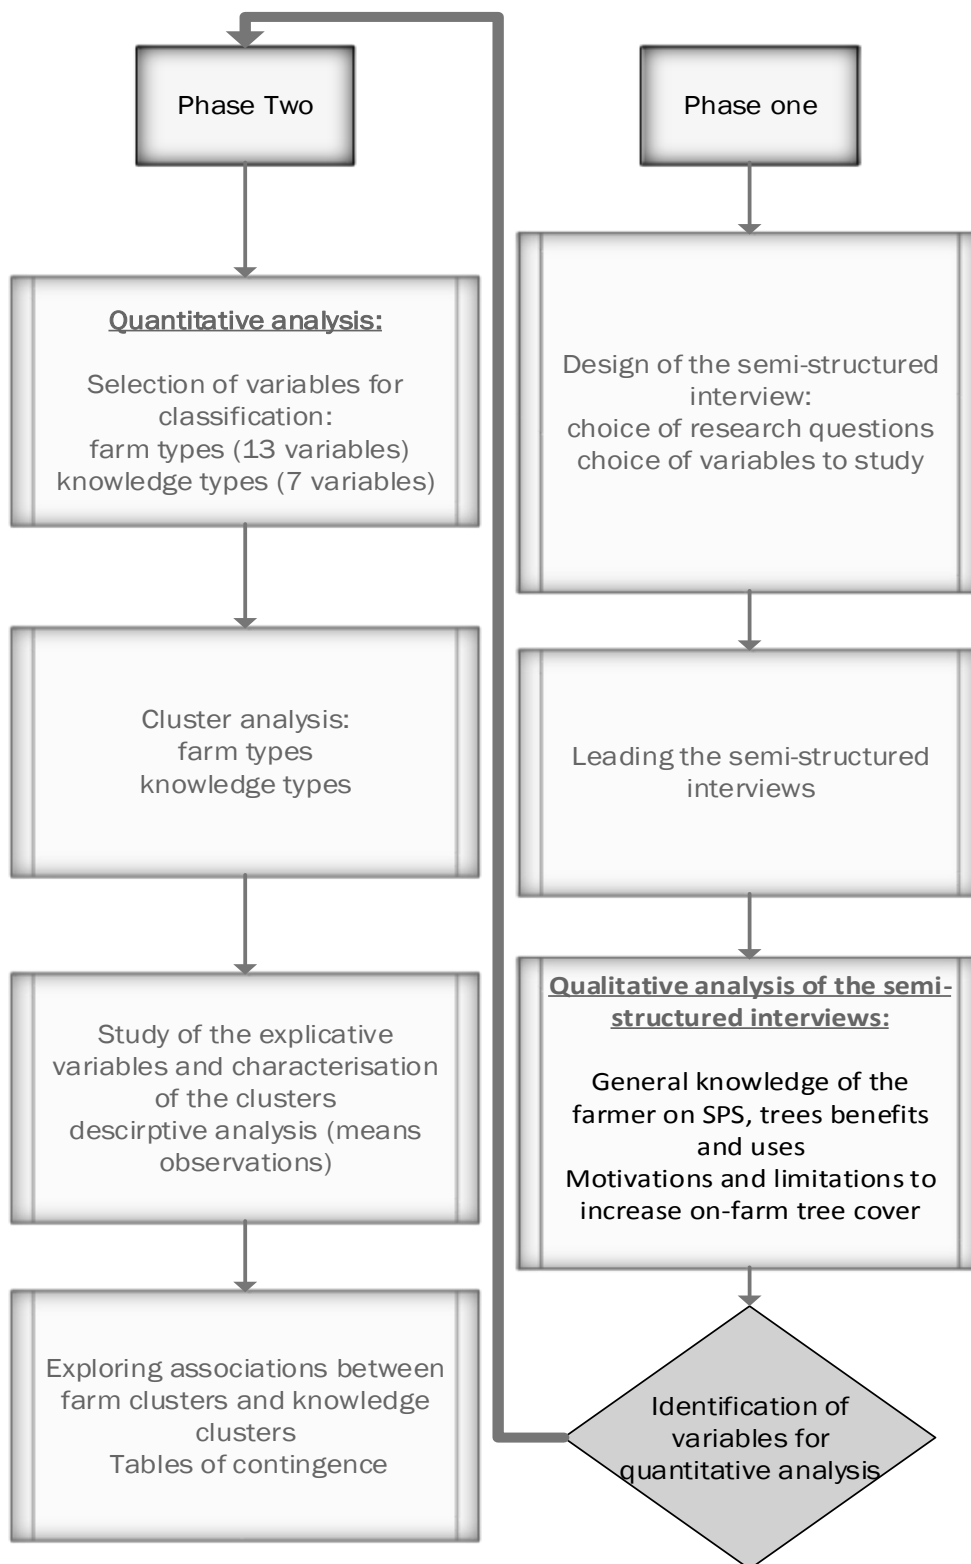 Phase Two
Quantitative analysis:
Selection of variables for
classification:
farm types (13 variables)
knowledge types (7 variables)
Cluster analysis:
farm types
knowledge types
Study of the explicative
variables and characterisation
of the clusters
descirptive analysis (means
observations)
Exploring associations between
farm clusters and knowledge
clusters
Tables of contingence
Phase one
Design of the semi-structured
interview:
choice of research questions
choice of variables to study
Leading the semi-structured
interviews
Qualitative analysis of the semi-
structured interviews:
General knowledge of the
farmer on SPS, trees benefits
and uses
Motivations and limitations to
increase on-farm tree cover
Identification of
variables for
quantitative analysis